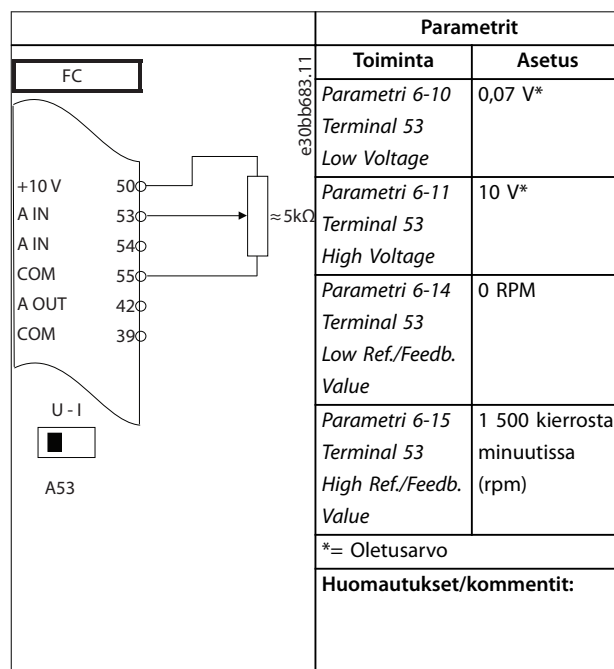 Parametrit
FC
e30bb683.11
Toiminta
Asetus
+10 V 50
A IN 53
A IN 54
COM 55
A OUT 42
COM 39
≈5kΩ
U - I
A53
Parametri 6-10
Terminal 53
Low Voltage
0,07 V*
Parametri 6-11
Terminal 53
High Voltage
10 V*
Parametri 6-14
Terminal 53
Low Ref./Feedb.
Value
0 RPM
Parametri 6-15
Terminal 53
High Ref./Feedb.
Value
1 500 kierrosta
minuutissa
(rpm)
*= Oletusarvo
Huomautukset/kommentit: